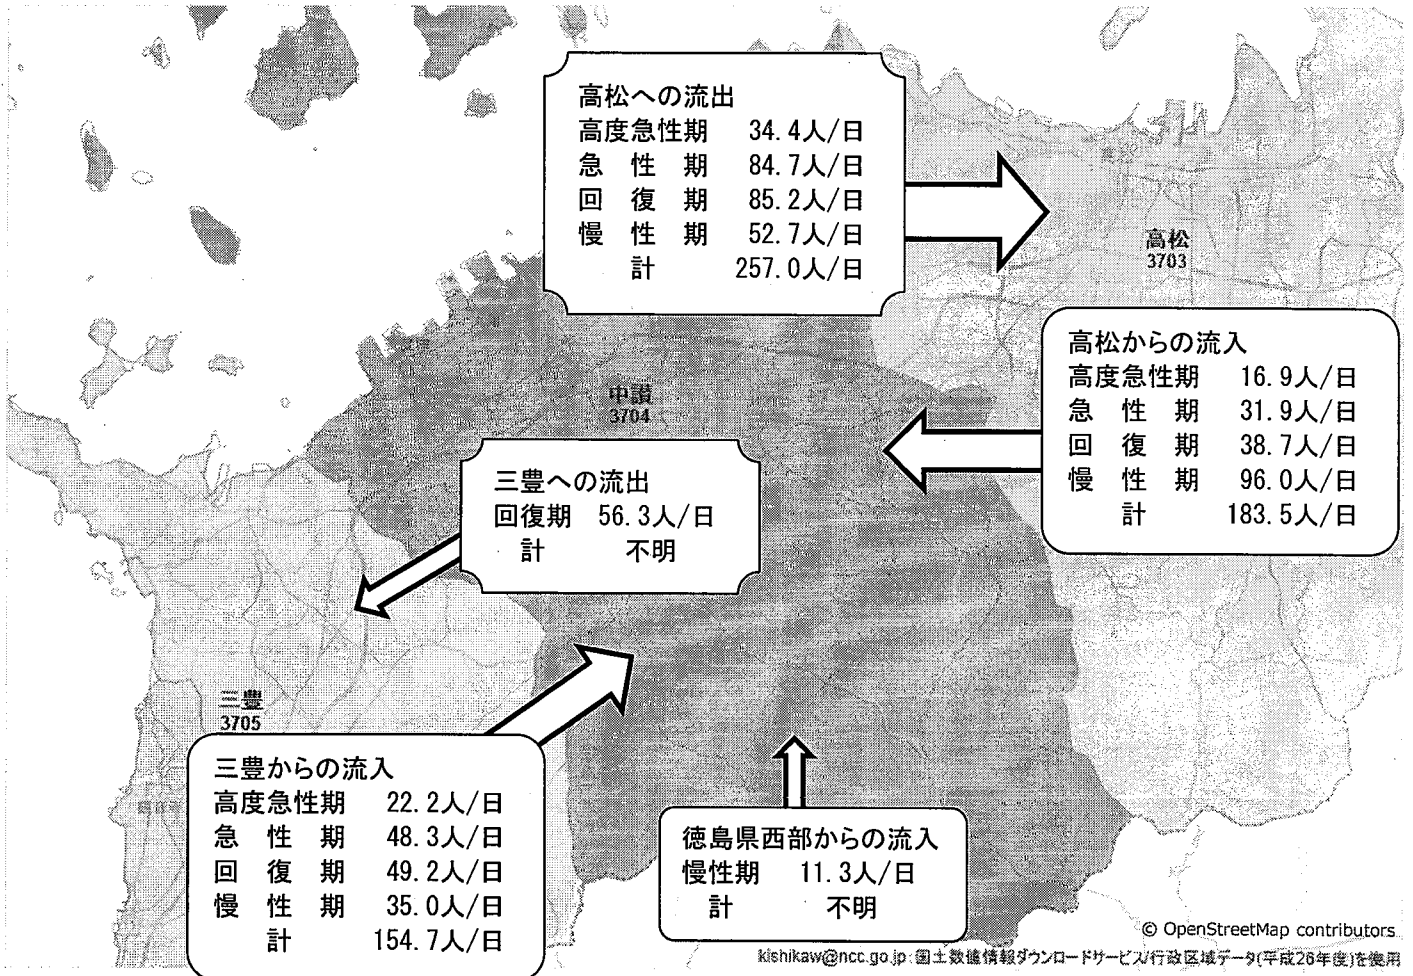 高松への流出
高度急性期 34.4人/日
急性期 84.7人/日
回復期 85.2人/日
慢性期 52.7人/日
計 257.0人/日
高松
3703
高松からの流入
高度急性期 16.9人/日
急性期 31.9人/日
回復期 38.7人/日
慢性期 96.0人/日
計 183.5人/日
中讃
3704
三豊への流出
回復期 56.3人/日
計 不明
三豊
3705
三豊からの流入
高度急性期 22.2人/日
急性期 48.3人/日
回復期 49.2人/日
慢性期 35.0人/日
計 154.7人/日
徳島県西部からの流入
慢性期 11.3人/日
計 不明
© OpenStreetMap contributors
kishikaw@ncc.go.jp:国土数値情報ダウンロードサービス/行政区域データ(平成26年度)を使用